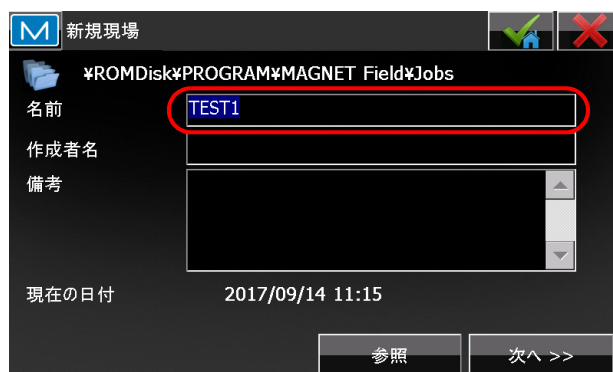 M 新規現場
¥ROMDisk¥PROGRAM¥MAGNET Field¥Jobs
名前 TEST1
作成者名
備考
現在の日付 2017/09/14 11:15
参照 次へ >>